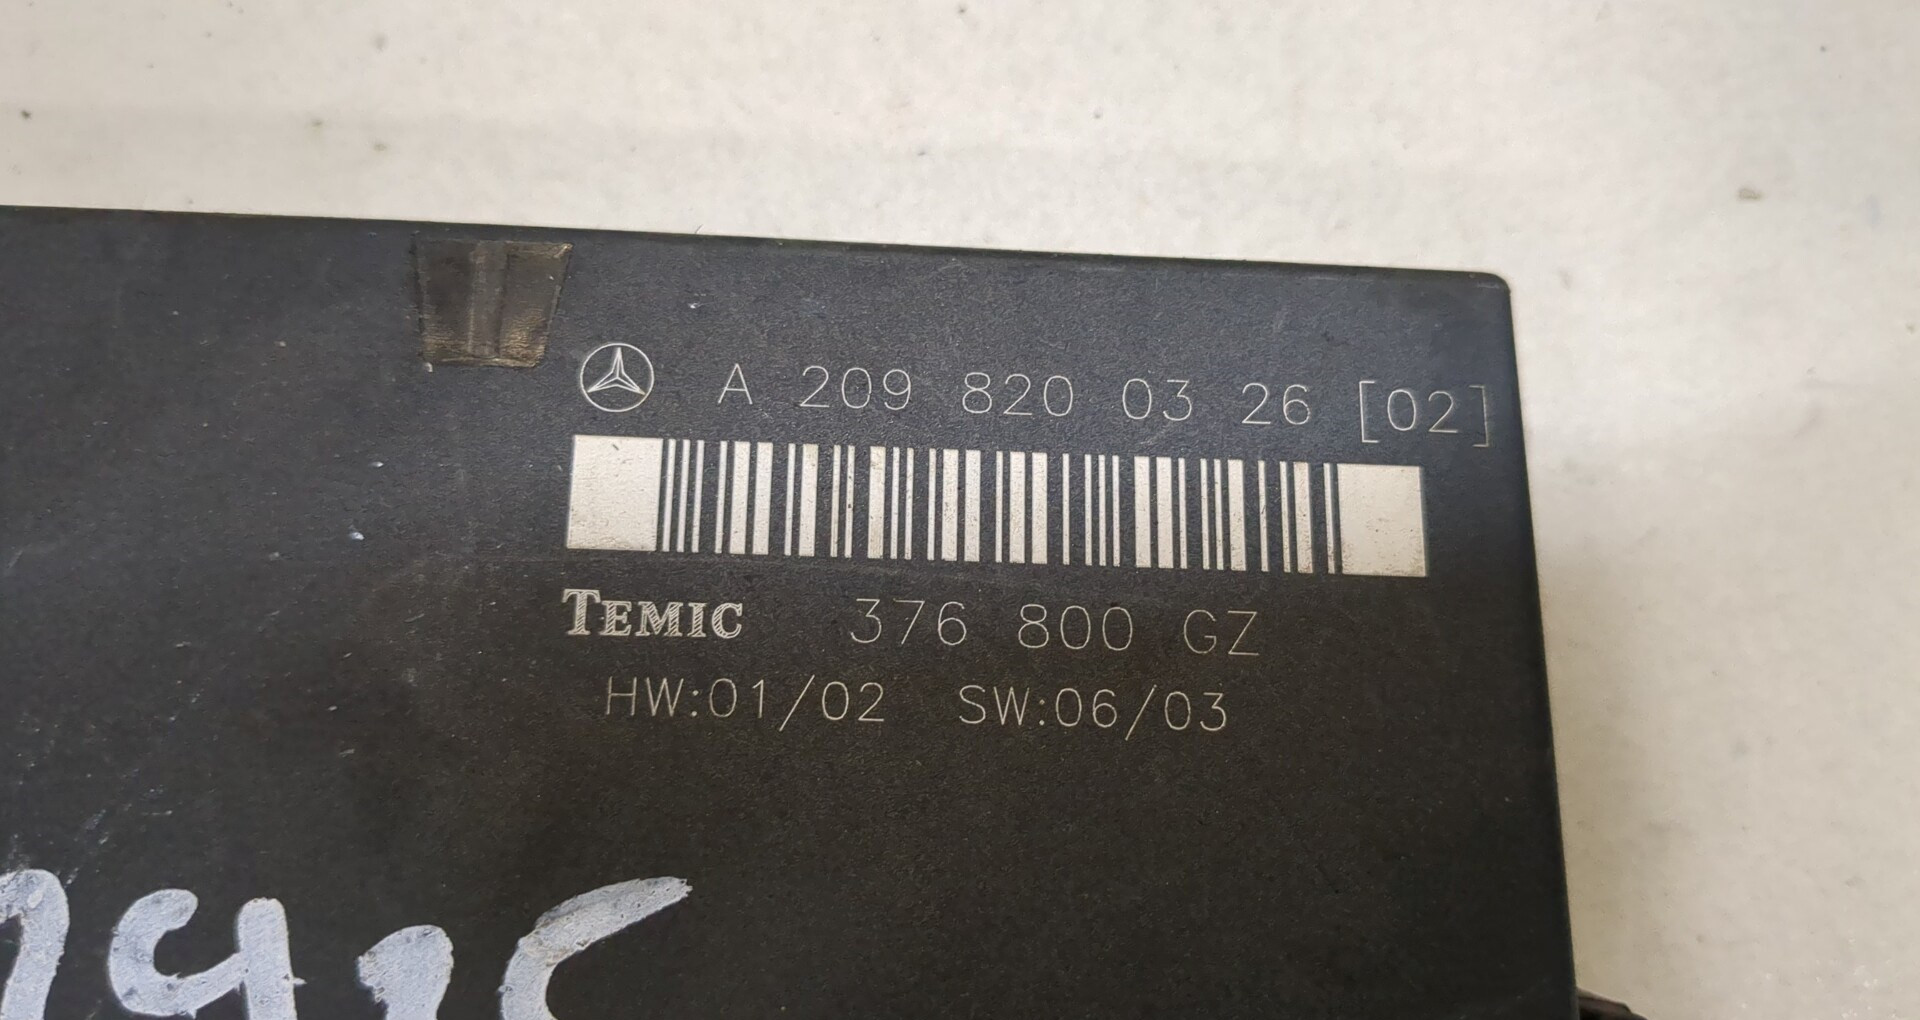 A 209 820 03 26 [02]
TEMIC 376 800 GZ
HW:01/02 SW:06/03